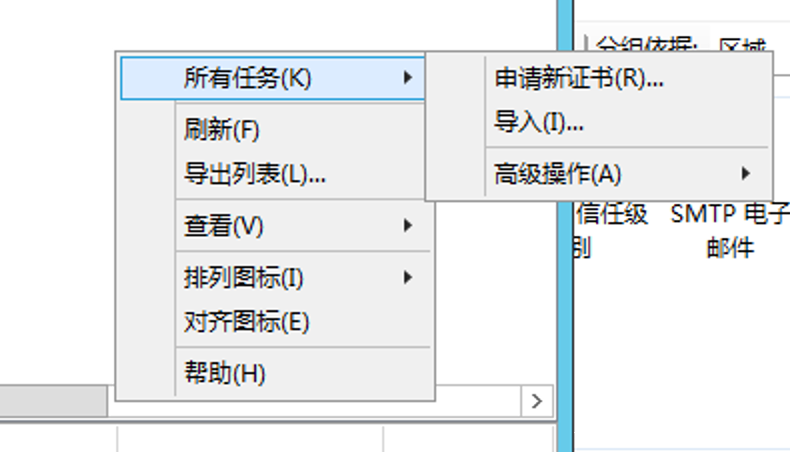 分组依据: 区域
所有任务(K)
申请新证书(R)...
导入(I)...
高级操作(A)
刷新(F)
导出列表(L)...
查看(V)
排列图标(I)
对齐图标(E)
帮助(H)
信任级 SMTP 电子
别 邮件